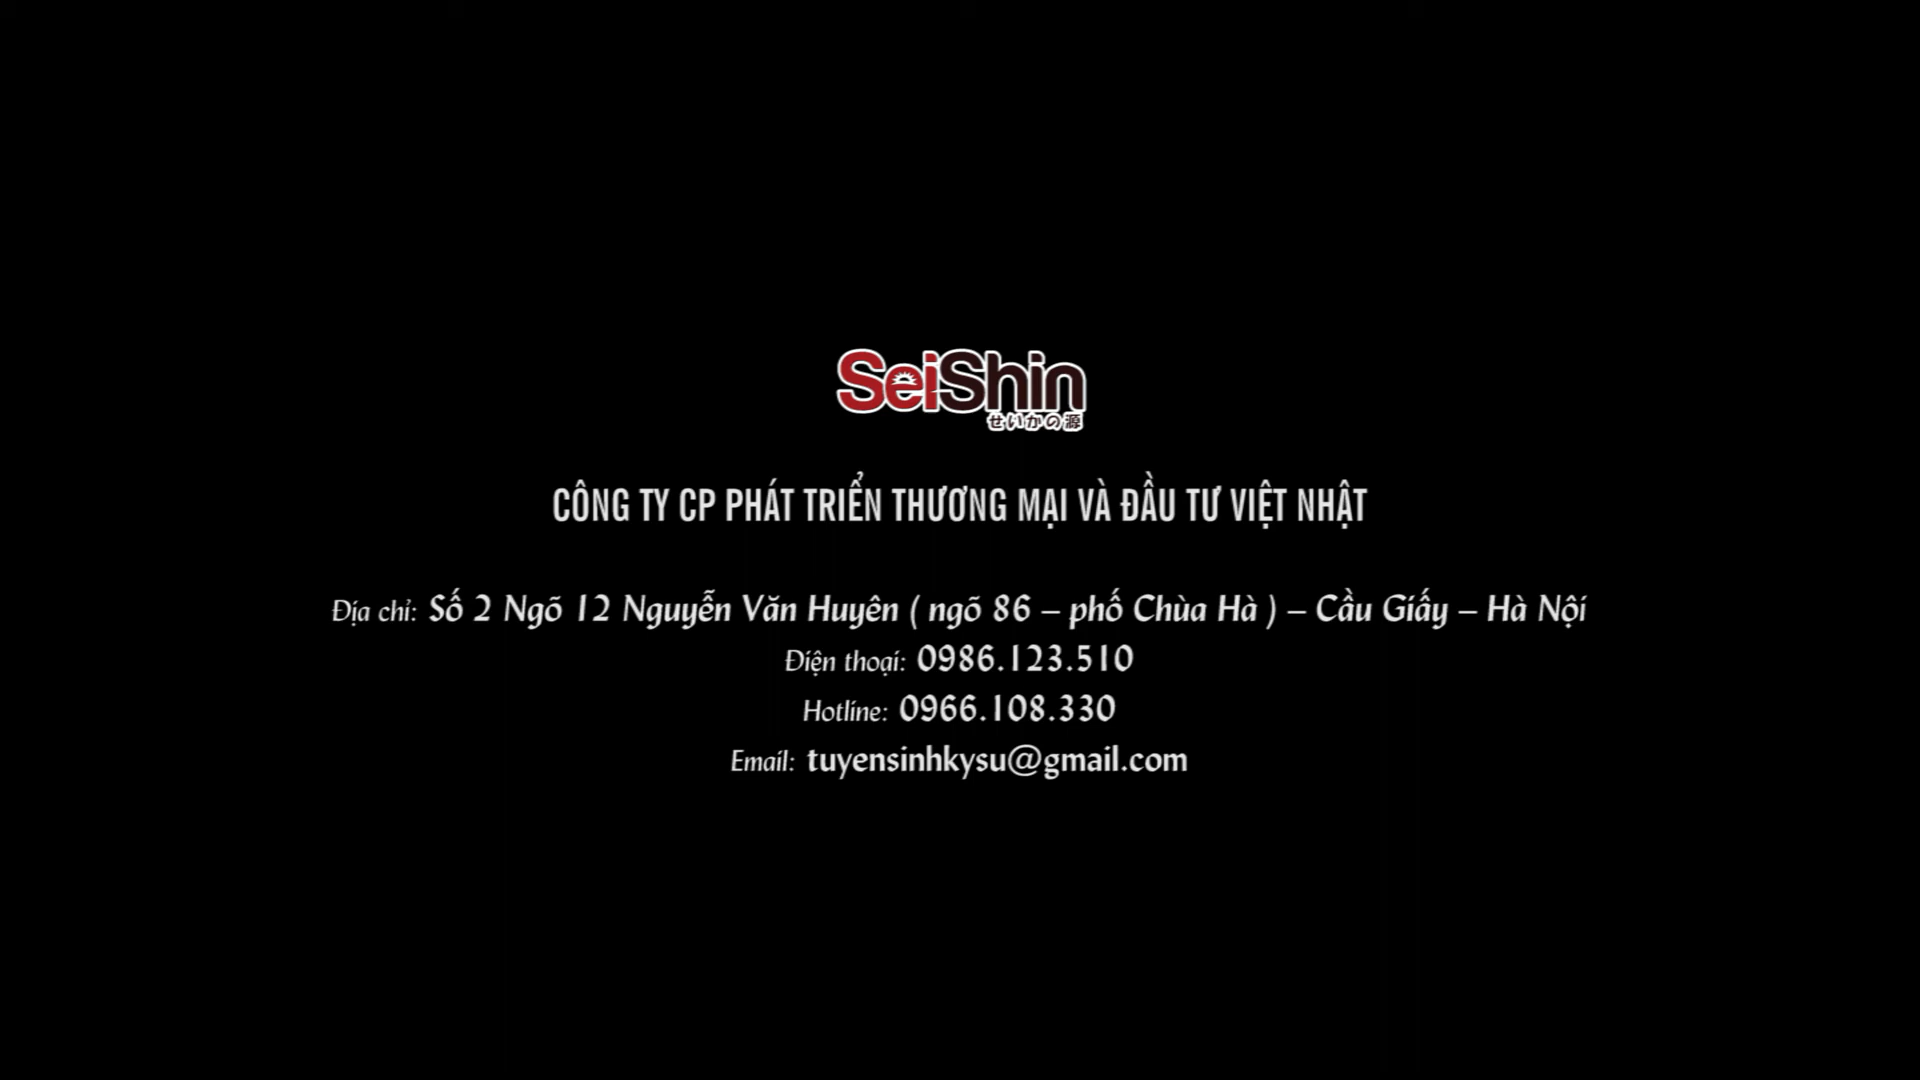 SeiShin
せいかの源
CÔNG TY CP PHÁT TRIỂN THƯƠNG MẠI VÀ ĐẦU TƯ VIỆT NHẬT
Địa chỉ: Số 2 Ngõ 12 Nguyễn Văn Huyên ( ngõ 86 – phố Chùa Hà ) – Cầu Giấy – Hà Nội
Điện thoại: 0986.123.510
Hotline: 0966.108.330
Email: tuyensinhkysu@gmail.com